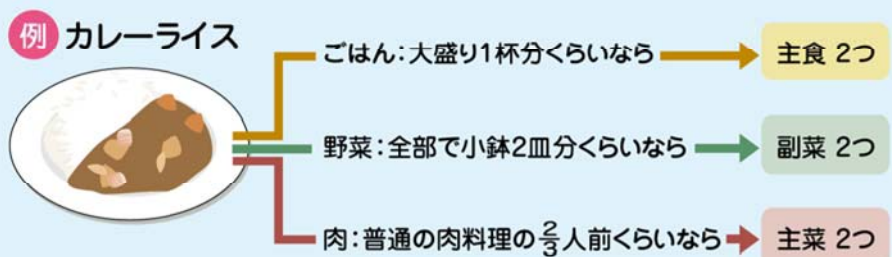 例 カレーライス
ごはん：大盛り1杯分くらいなら 主食 2つ
野菜：全部で小鉢2皿分くらいなら 副菜 2つ
肉：普通の肉料理の2/3人前くらいなら 主菜 2つ